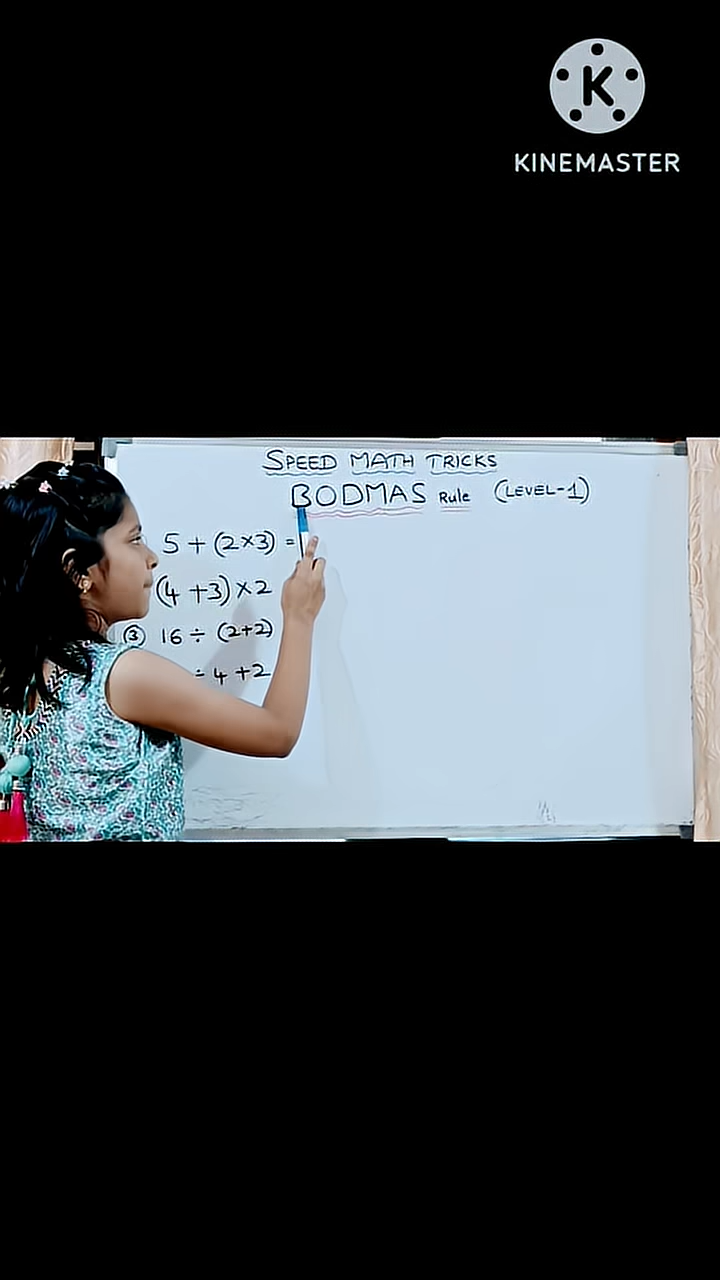 KINEMASTER
SPEED MATH TRICKS
BODMAS Rule (LEVEL-1)
5 + (2×3) =
(4 +3) × 2
③ 16 ÷ (2+2)
÷ 4 +2